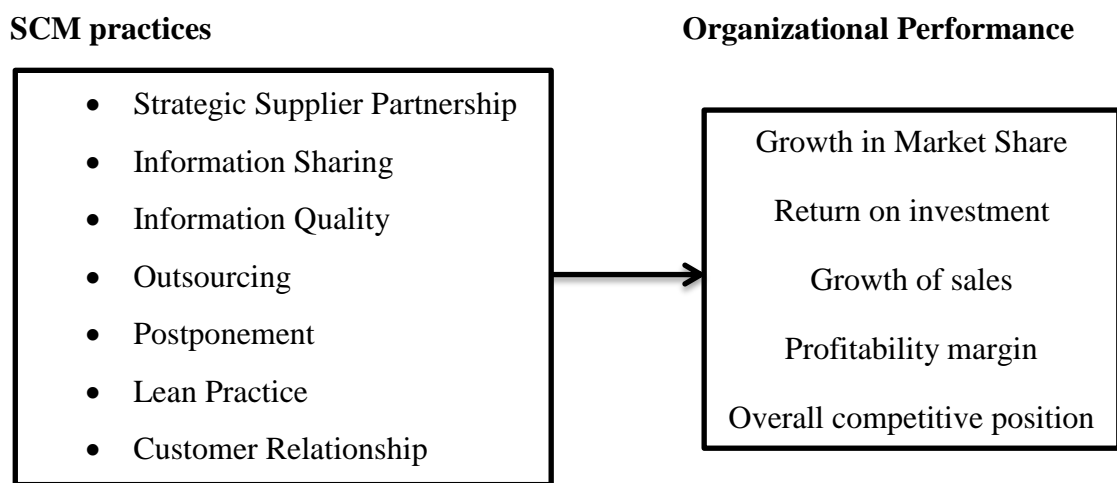 SCM practices
Organizational Performance
• Strategic Supplier Partnership
• Information Sharing
• Information Quality
• Outsourcing
• Postponement
• Lean Practice
• Customer Relationship
Growth in Market Share
Return on investment
Growth of sales
Profitability margin
Overall competitive position